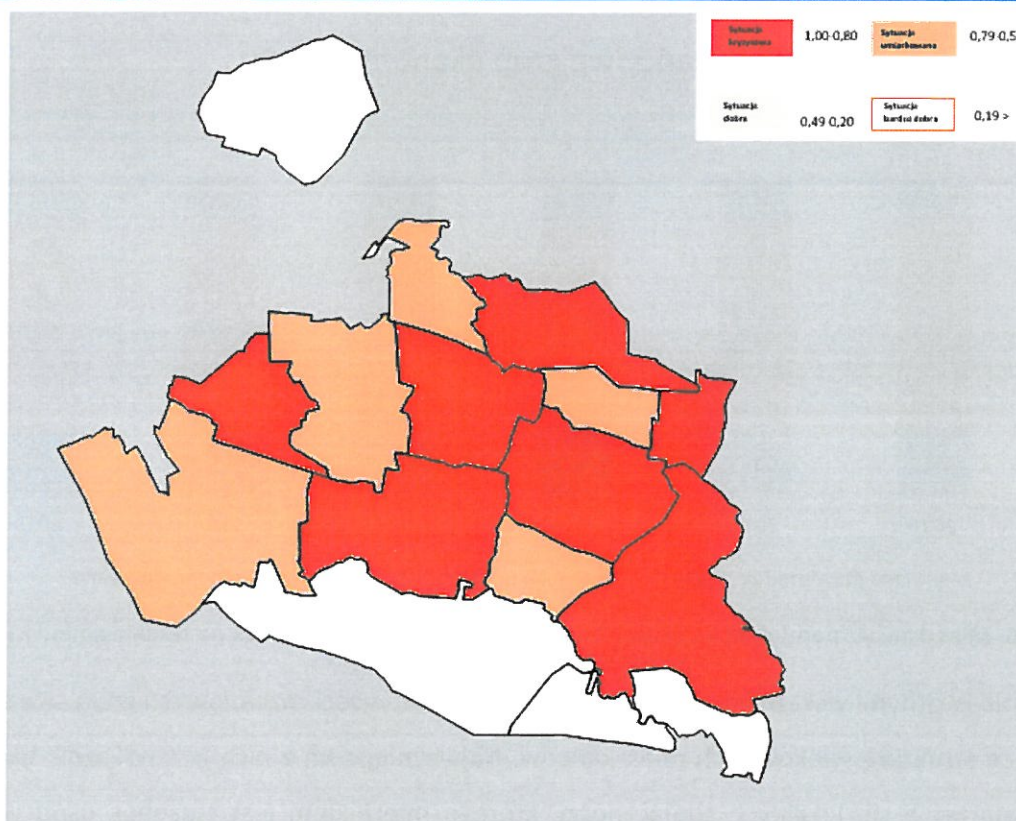 Sytuacja
kryzysowa
1,00-0,80
Sytuacja
umiarkowana
0,79-0,5
Sytuacja
dobra
0,49 0,20
Sytuacja
bardzo dobra
0,19 >